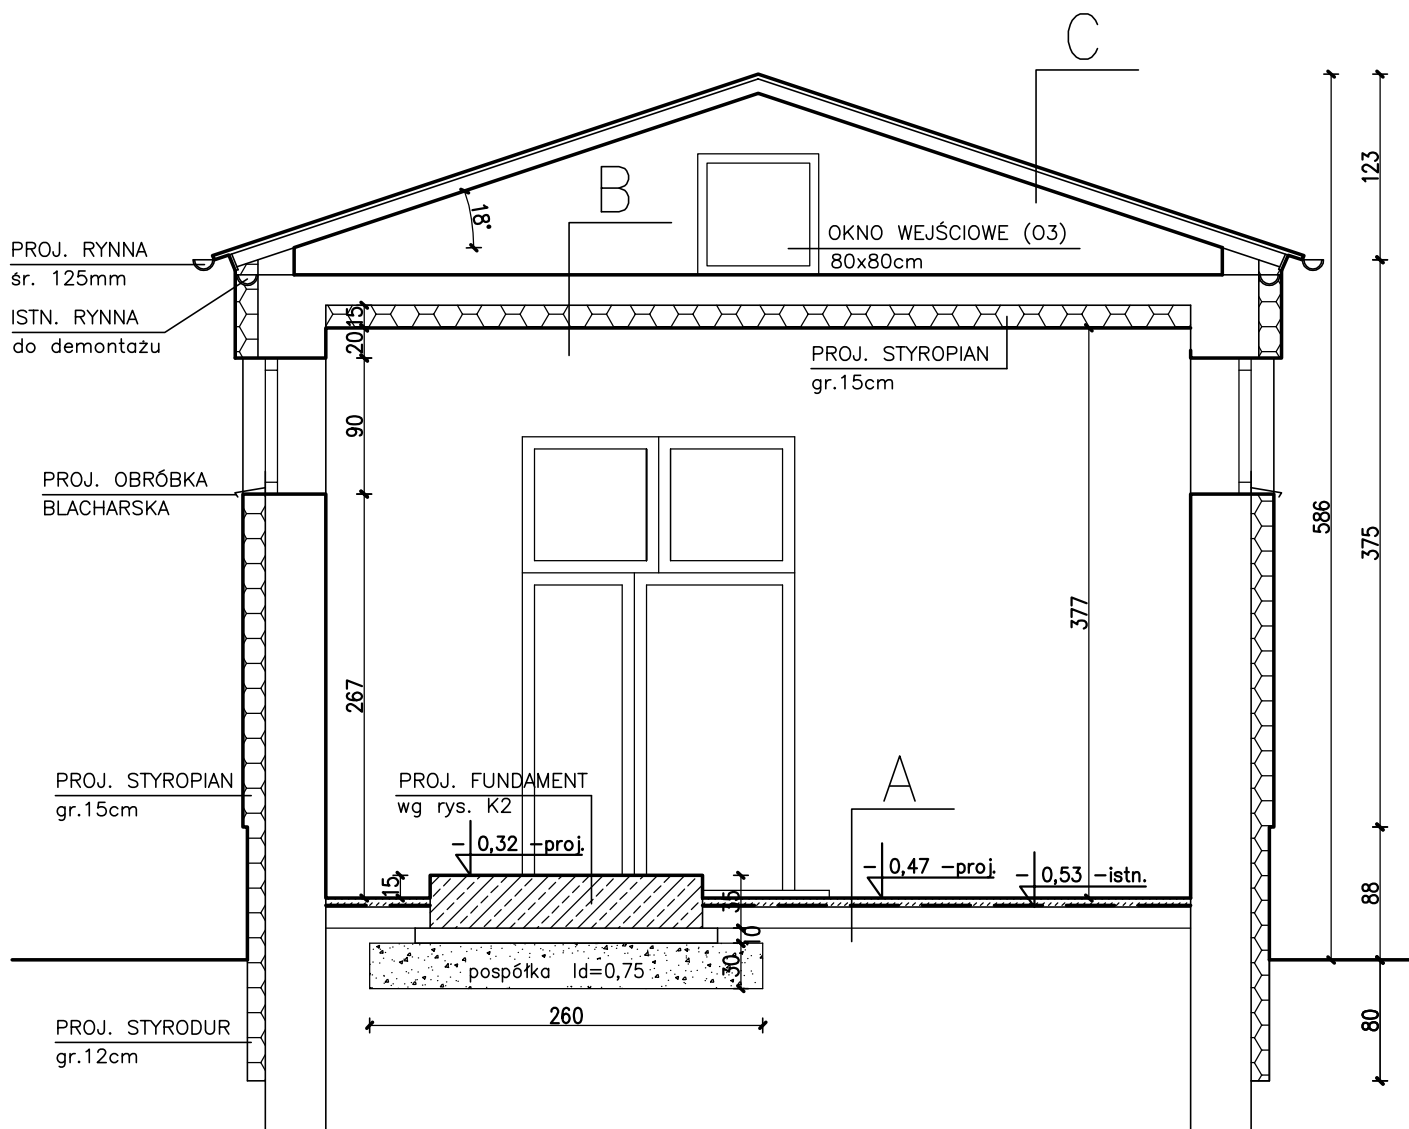 C
123
B
18°
OKNO WEJŚCIOWE (O3)
80x80cm
PROJ. RYNNA
śr. 125mm
ISTN. RYNNA
do demontażu
15
20
PROJ. STYROPIAN
gr.15cm
90
PROJ. OBRÓBKA
BLACHARSKA
586
375
377
267
PROJ. STYROPIAN
gr.15cm
PROJ. FUNDAMENT
wg rys. K2
A
- 0,32 -proj.
- 0,47 -proj.
- 0,53 -istn.
15
35
88
10
30
pospółka Id=0,75
260
80
PROJ. STYRODUR
gr.12cm